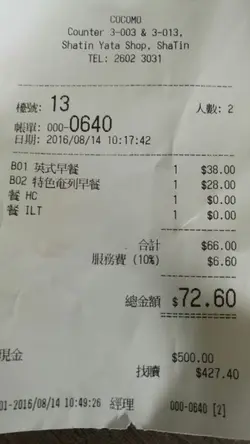 COCOMO
Counter 3-003 & 3-013,
Shatin Yata Shop, ShaTin
TEL: 2602 3031
檯號: 13 人數: 2
帳單: 000-0640
日期: 2016/08/14 10:17:42
B01 英式早餐 1 $38.00
B02 特色奄列早餐 1 $28.00
餐 HC 1 $0.00
餐 ILT 1 $0.00
合計 $66.00
服務費 (10%) $6.60
總金額 $72.60
現金 $500.00
找贖 $427.40
01-2016/08/14 10:49:26 經理 000-0640 [2]